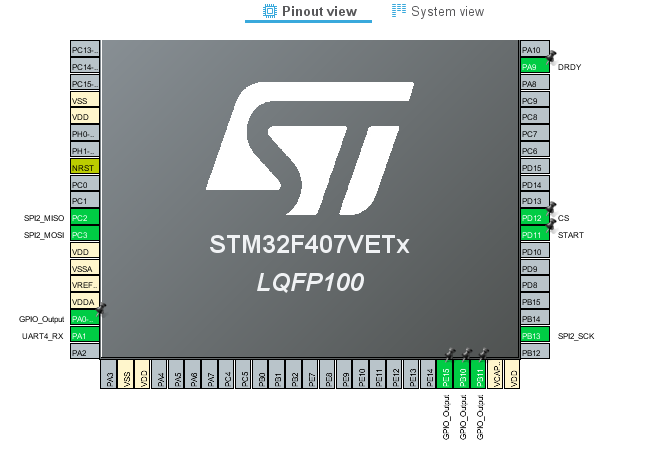 Pinout view
System view
PC13-..
PC14-..
PC15-..
VSS
VDD
PH0-..
PH1-..
NRST
PC0
PC1
SPI2_MISO PC2
SPI2_MOSI PC3
VDD
VSSA
VREF..
VDDA
GPIO_Output PA0-..
UART4_RX PA1
PA2
STM32F407VETx
LQFP100
PA10
PA9 DRDY
PA8
PC9
PC8
PC7
PC6
PD15
PD14
PD13
PD12 CS
PD11 START
PD10
PD9
PD8
PB15
PB14
PB13 SPI2_SCK
PB12
PA3
VSS
VDD
PA4
PA5
PA6
PA7
PC4
PC5
PB0
PB1
PB2
PE7
PE8
PE9
PE10
PE11
PE12
PE13
PE14
PE15 GPIO_Output
PB10 GPIO_Output
PB11 GPIO_Output
VCAP..
VDD